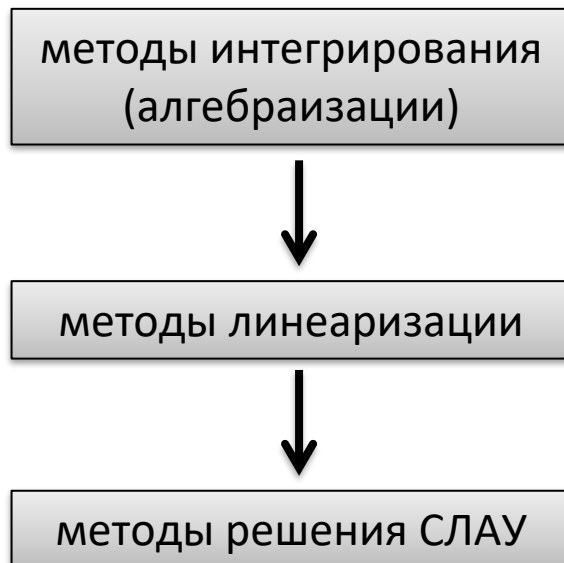 методы интегрирования
(алгебраизации)
методы линеаризации
методы решения СЛАУ